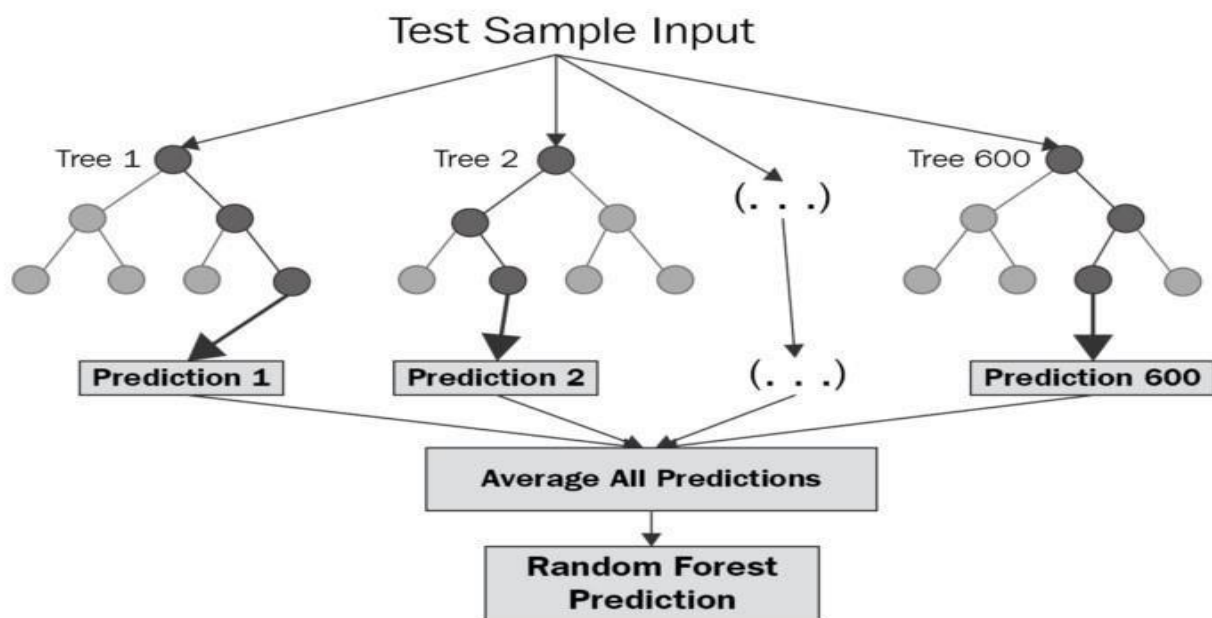 Test Sample Input
Tree 1
Tree 2
Tree 600
(. . .)
Prediction 1
Prediction 2
(. . .)
Prediction 600
Average All Predictions
Random Forest
Prediction